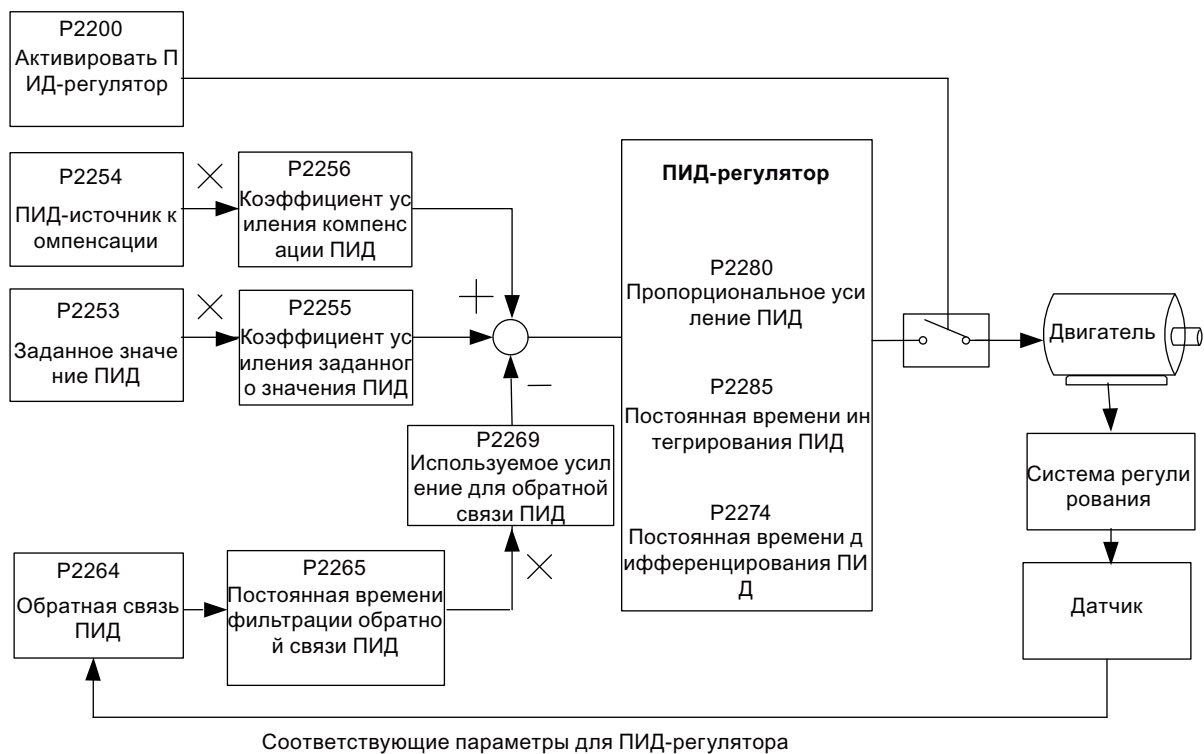 P2200
Активировать П
ИД-регулятор
P2254
ПИД-источник к
омпенсации
P2256
Коэффициент ус
иления компенс
ации ПИД
P2253
Заданное значе
ние ПИД
P2255
Коэффициент ус
иления заданног
о значения ПИД
+
−
P2269
Используемое усил
ение для обратной
связи ПИД
P2264
Обратная связь
ПИД
P2265
Постоянная времени
фильтрации обратно
й связи ПИД
ПИД-регулятор
P2280
Пропорциональное уси
ление ПИД
P2285
Постоянная времени ин
тегрирования ПИД
P2274
Постоянная времени д
ифференцирования ПИ
Д
Двигатель
Система регули
рования
Датчик
Соответствующие параметры для ПИД-регулятора